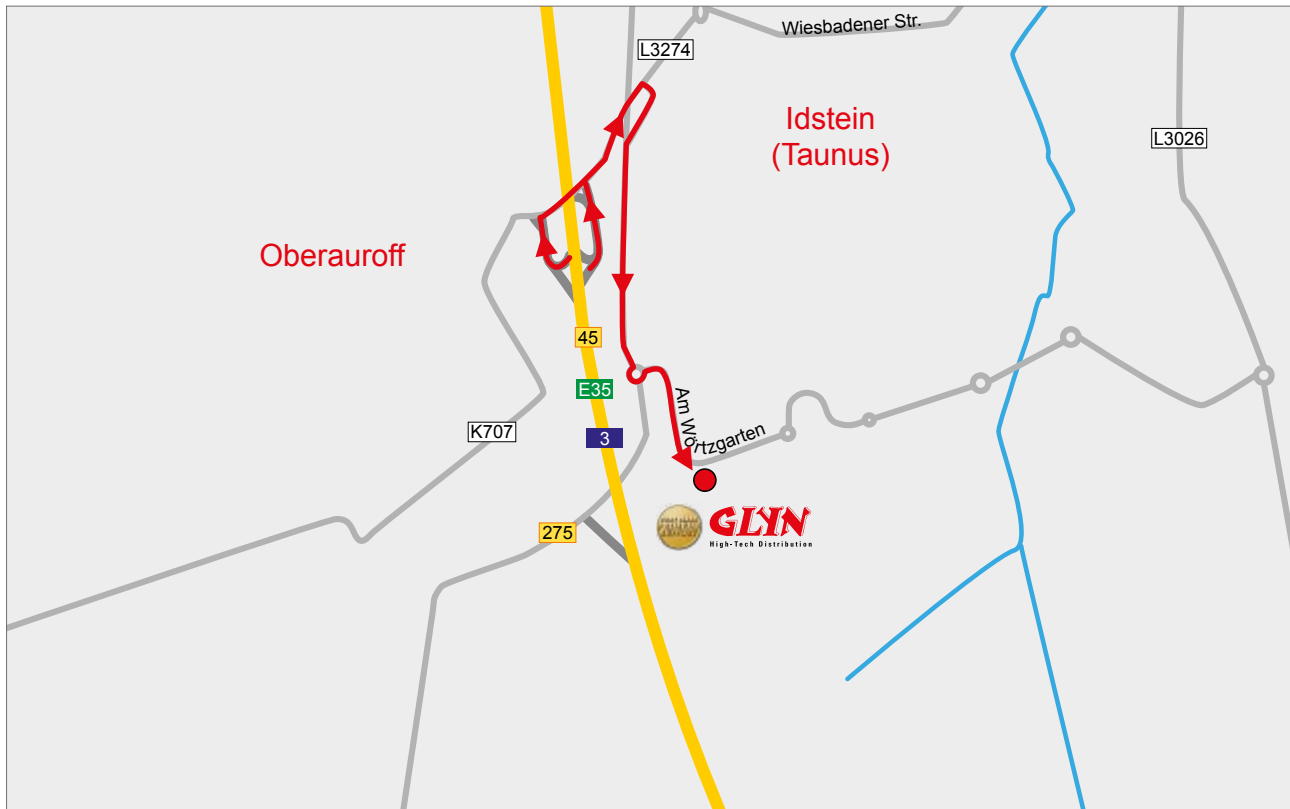 Wiesbadener Str.
L3274
Idstein
(Taunus)
L3026
Oberauroff
45
E35
3
K707
Am Wörtzgarten
275
GLYN
High-Tech Distribution